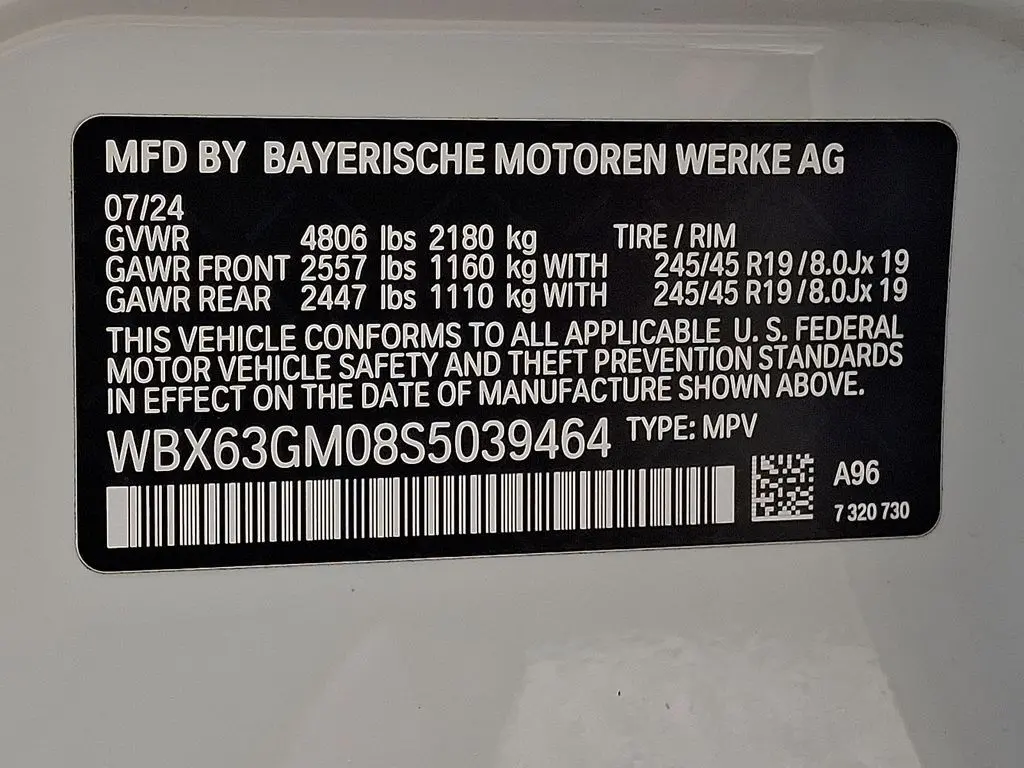 MFD BY BAYERISCHE MOTOREN WERKE AG
07/24
GVWR 4806 lbs 2180 kg TIRE / RIM
GAWR FRONT 2557 lbs 1160 kg WITH 245/45 R19 / 8.0Jx 19
GAWR REAR 2447 lbs 1110 kg WITH 245/45 R19 / 8.0Jx 19
THIS VEHICLE CONFORMS TO ALL APPLICABLE U. S. FEDERAL
MOTOR VEHICLE SAFETY AND THEFT PREVENTION STANDARDS
IN EFFECT ON THE DATE OF MANUFACTURE SHOWN ABOVE.
WBX63GM08S5039464 TYPE: MPV
A96
7 320 730